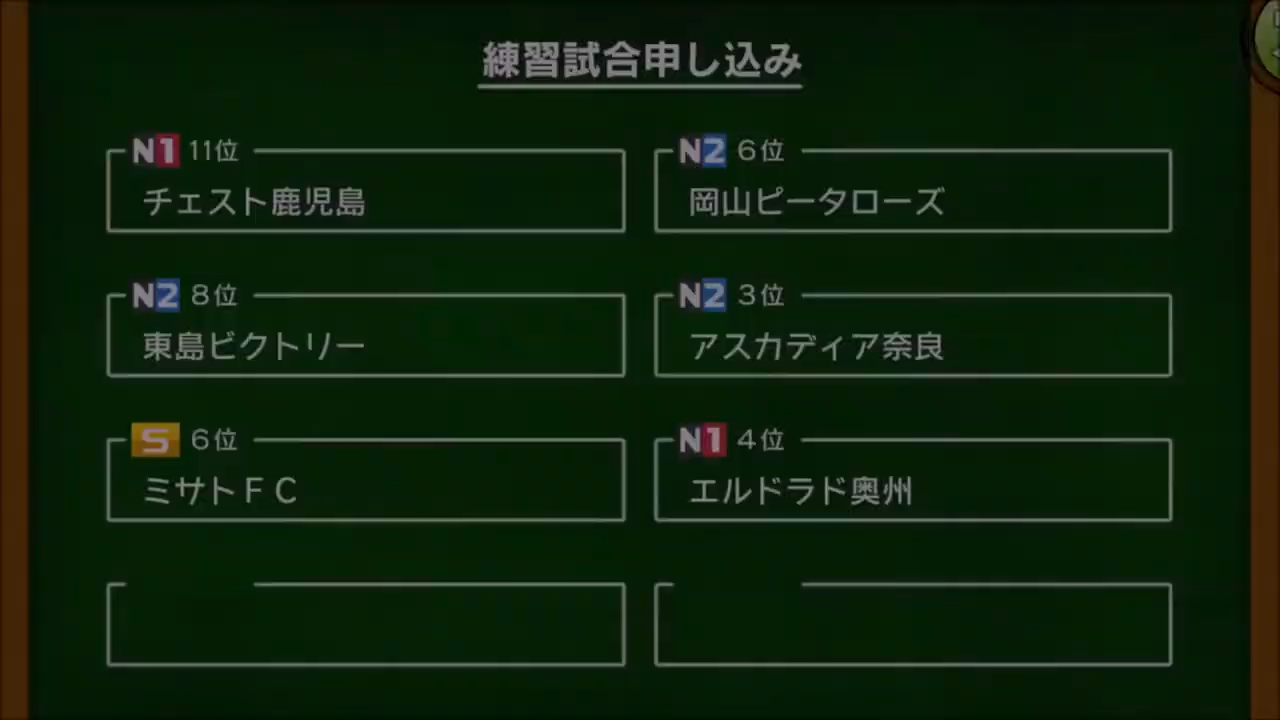 練習試合申し込み
N1 11位
チェスト鹿児島
N2 6位
岡山ピータローズ
N2 8位
東島ビクトリー
N2 3位
アスカディア奈良
S 6位
ミサトＦＣ
N1 4位
エルドラド奥州